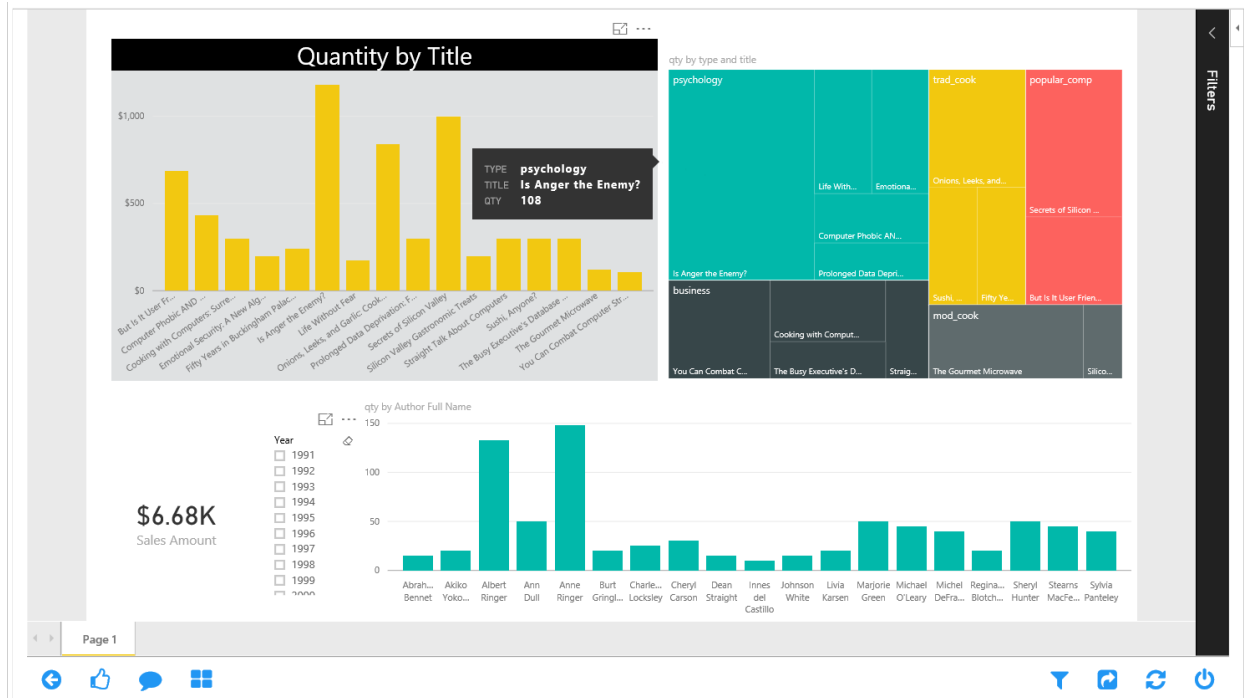 Quantity by Title
$1,000
$500
$0
But Is It User Fr...
Computer Phobic AND ...
Cooking with Computers: Surre...
Emotional Security: A New Alg...
Fifty Years in Buckingham Palac...
Is Anger the Enemy?
Life Without Fear
Onions, Leeks, and Garlic: Cook...
Prolonged Data Deprivation: F...
Secrets of Silicon Valley
Silicon Valley Gastronomic Treats
Straight Talk About Computers
Sushi, Anyone?
The Busy Executive's Database ...
The Gourmet Microwave
You Can Combat Computer Str...
TYPE psychology
TITLE Is Anger the Enemy?
QTY 108
qty by type and title
psychology
Life With...
Emotiona...
Computer Phobic AN...
Is Anger the Enemy?
Prolonged Data Depri...
business
Cooking with Comput...
You Can Combat C...
The Busy Executive's D...
Straig...
trad_cook
Onions, Leeks, and...
Sushi, ...
Fifty Ye...
popular_comp
Secrets of Silicon ...
But Is It User Frien...
mod_cook
The Gourmet Microwave
Silico...
Filters
$6.68K
Sales Amount
Year
1991
1992
1993
1994
1995
1996
1997
1998
1999
2000
qty by Author Full Name
150
100
50
0
Abrah... Bennet
Akiko Yoko...
Albert Ringer
Ann Dull
Anne Ringer
Burt Gringl...
Charle... Locksley
Cheryl Carson
Dean Straight
Innes del Castillo
Johnson White
Livia Karsen
Marjorie Green
Michael O'Leary
Michel DeFra...
Regina... Blotch...
Sheryl Hunter
Stearns MacFe...
Sylvia Panteley
Page 1